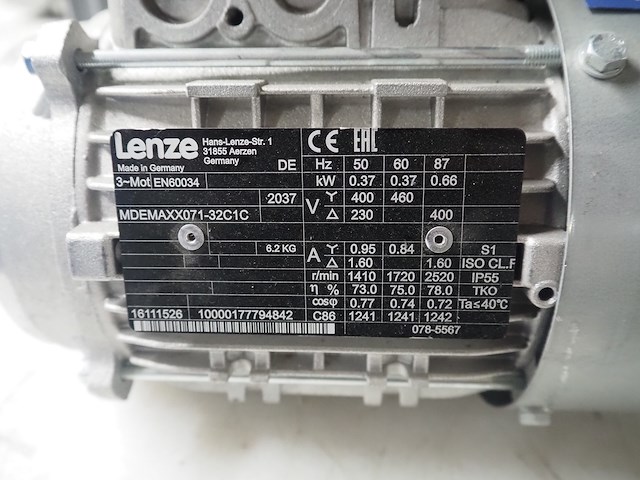 Lenze Hans-Lenze-Str. 1
31855 Aerzen
Germany
Made in Germany
CE EAC
DE Hz 50 60 87
3~Mot EN60034 kW 0.37 0.37 0.66
2037 V Y 400 460
MDEMAXX071-32C1C Δ 230 400
6.2 KG A Y 0.95 0.84 S1
Δ 1.60 1.60 ISO CL.F
r/min 1410 1720 2520 IP55
η % 73.0 75.0 78.0 TKO
cosφ 0.77 0.74 0.72 Ta≤40°C
16111526 10000177794842 C86 1241 1241 1242
078-5567